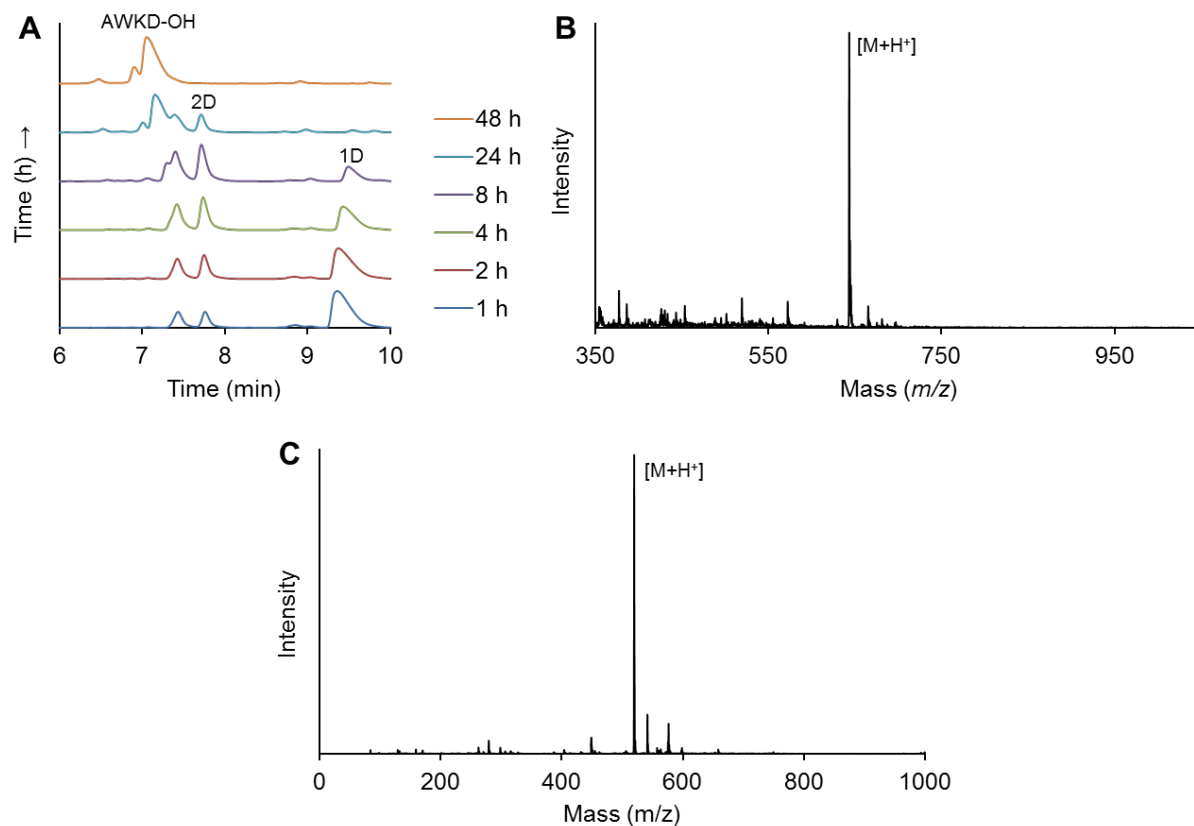 A
AWKD-OH
2D
1D
Time (h) →
48 h
24 h
8 h
4 h
2 h
1 h
6 7 8 9 10
Time (min)
B
[M+H⁺]
Intensity
350 550 750 950
Mass (m/z)
C
[M+H⁺]
Intensity
0 200 400 600 800 1000
Mass (m/z)